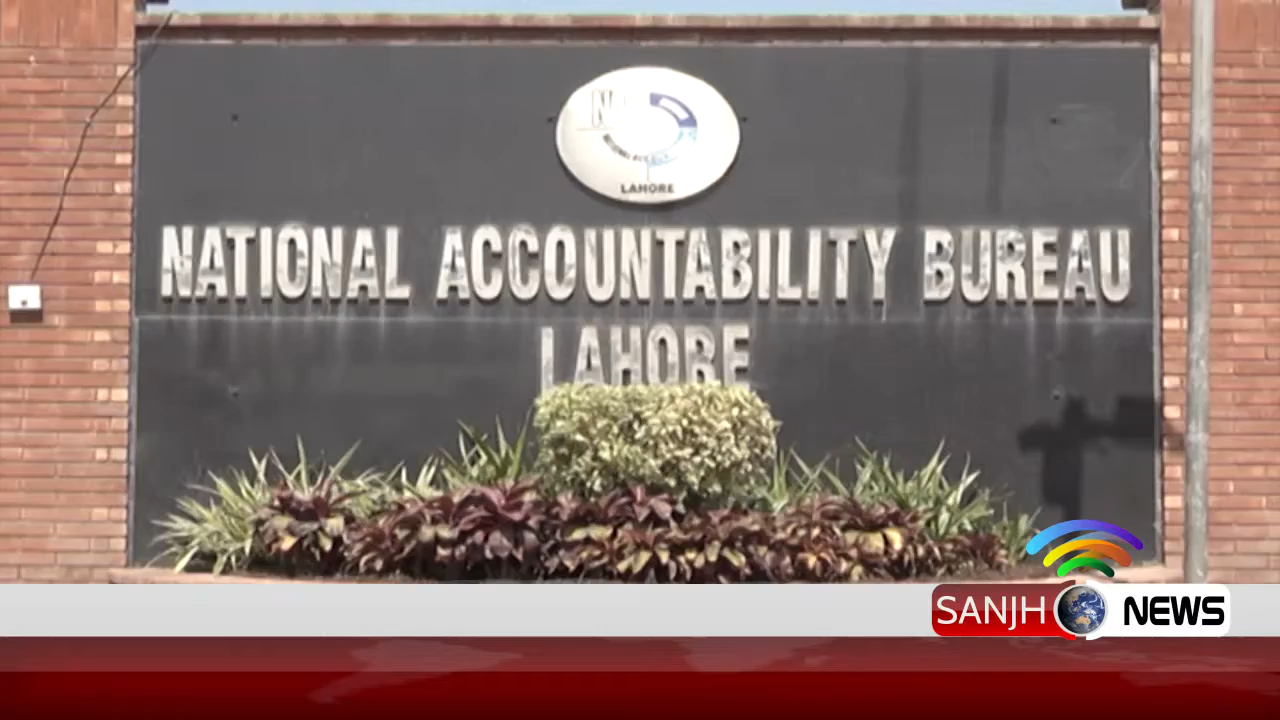 LAHORE
NATIONAL ACCOUNTABILITY BUREAU
LAHORE
SANJH NEWS